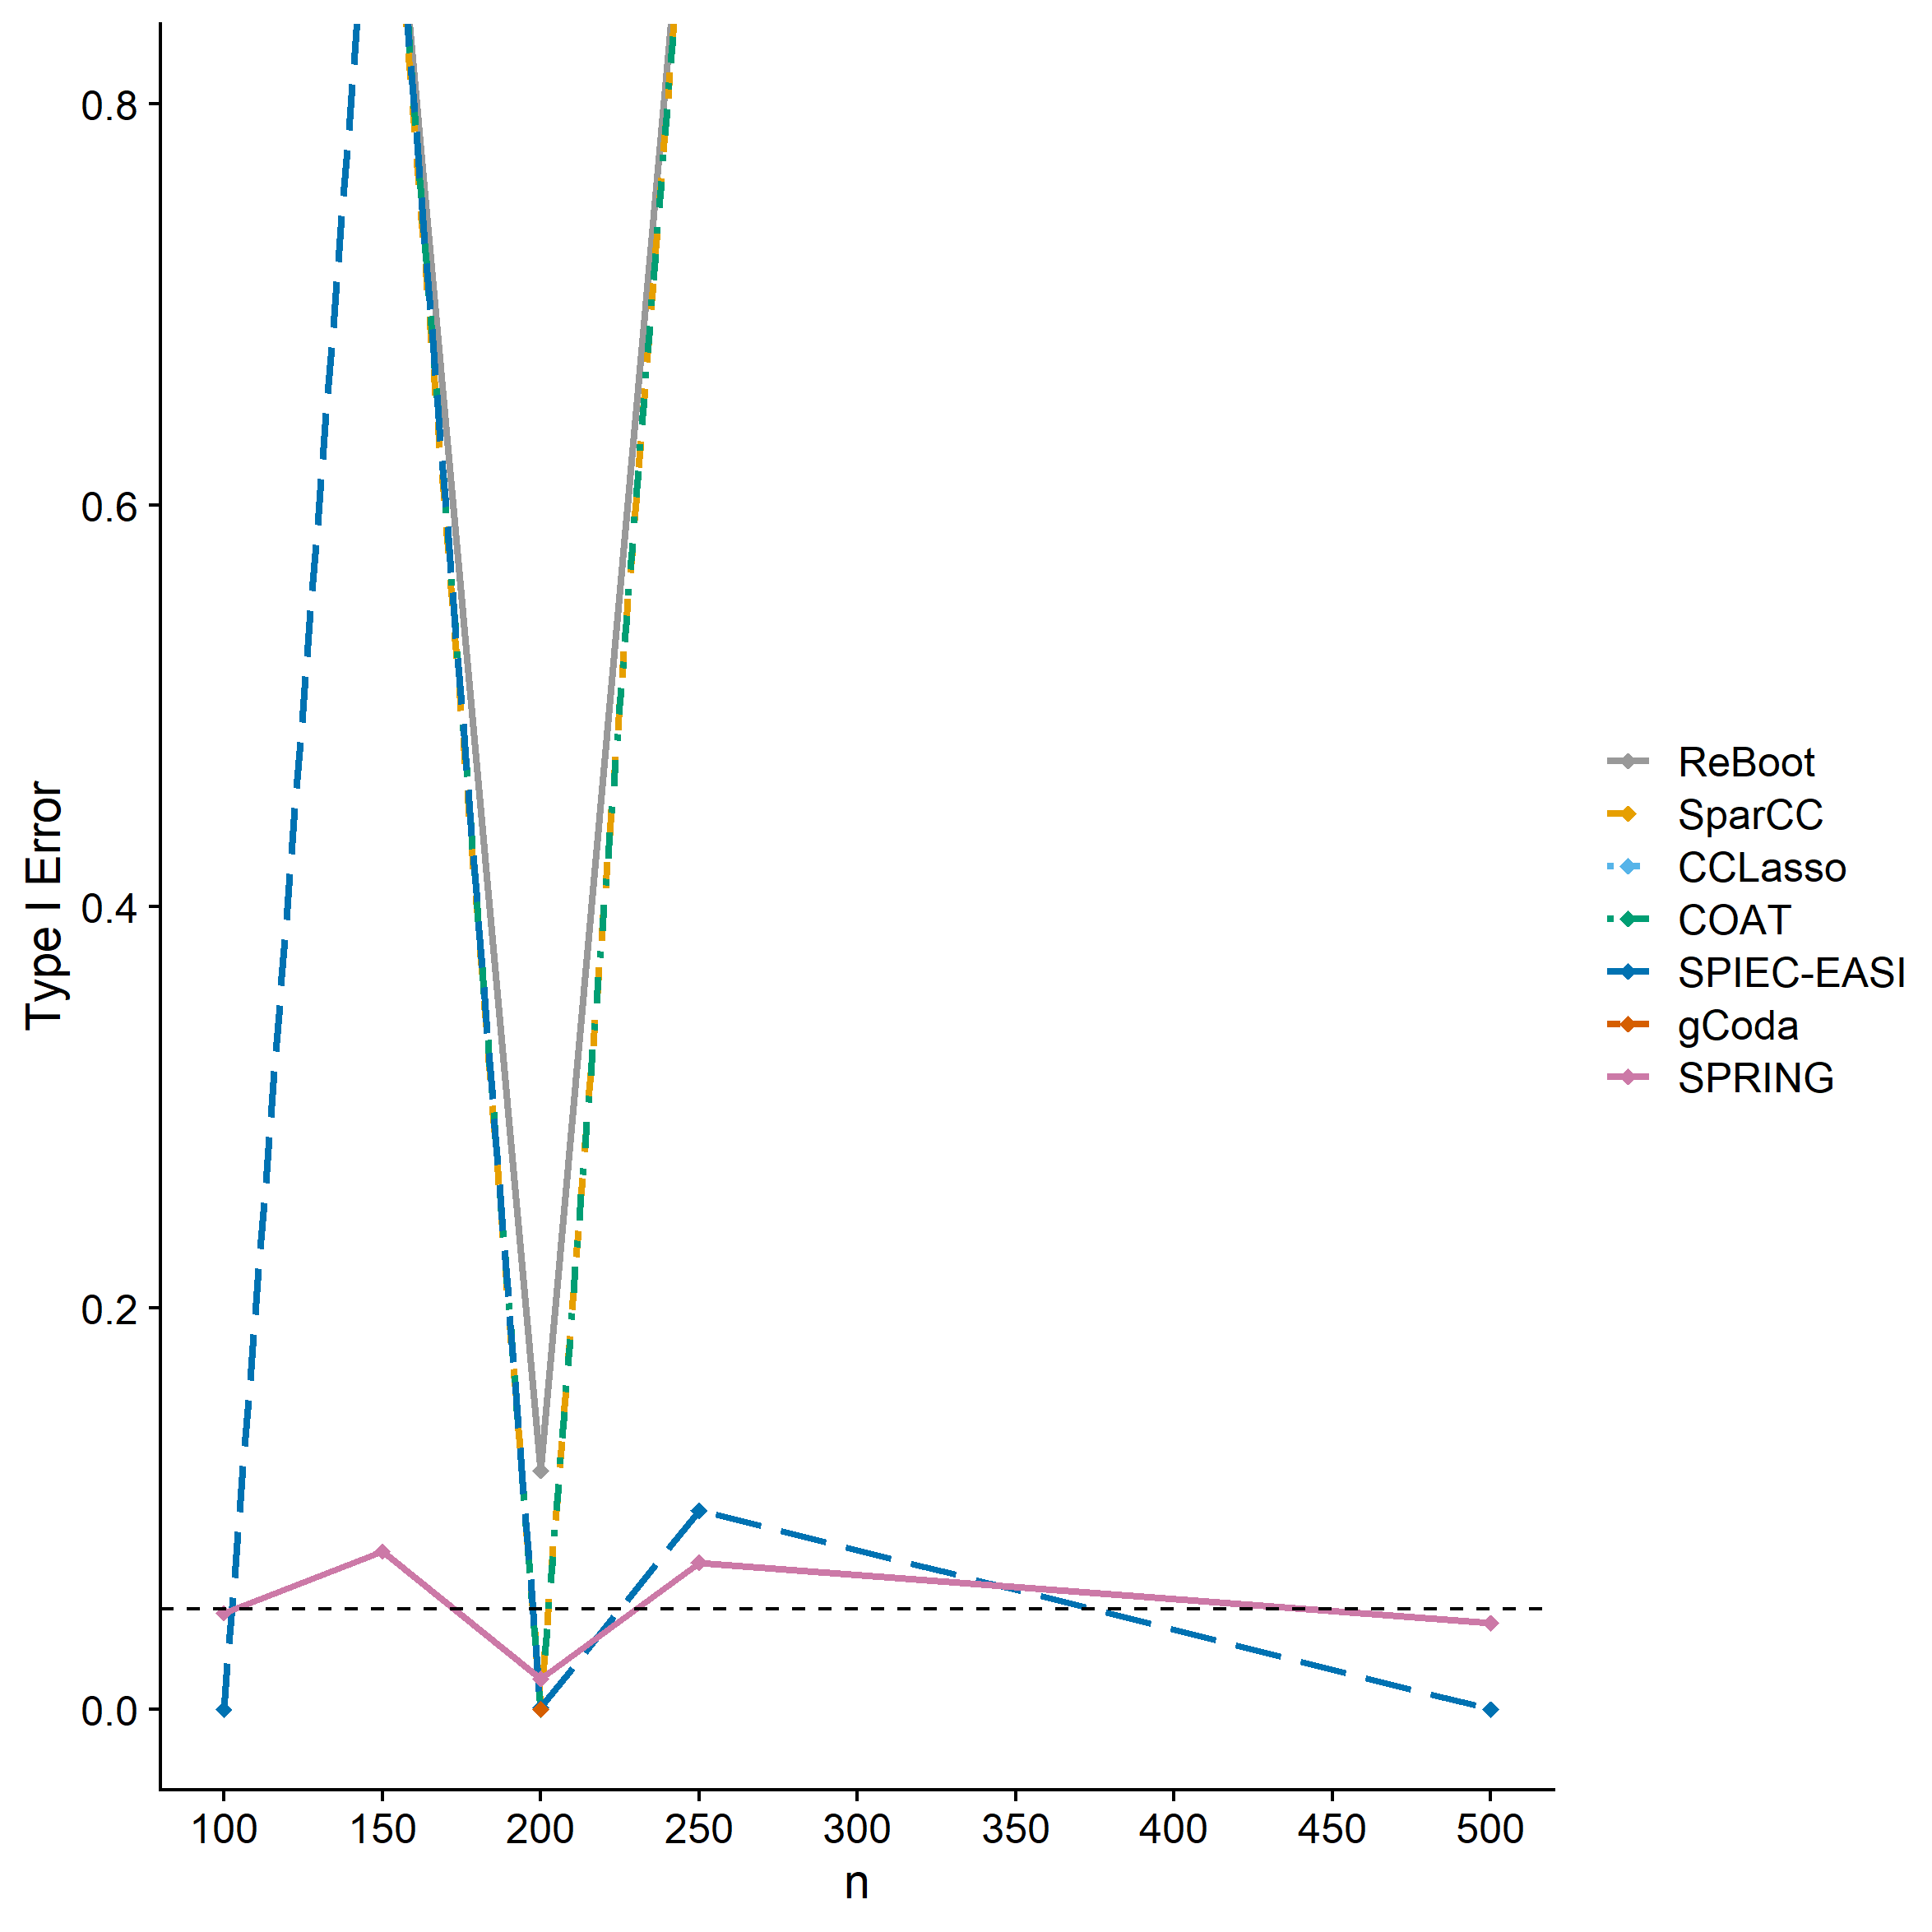 Type I Error
0.8
0.6
0.4
0.2
0.0
100 150 200 250 300 350 400 450 500
n
ReBoot
SparCC
CCLasso
COAT
SPIEC-EASI
gCoda
SPRING